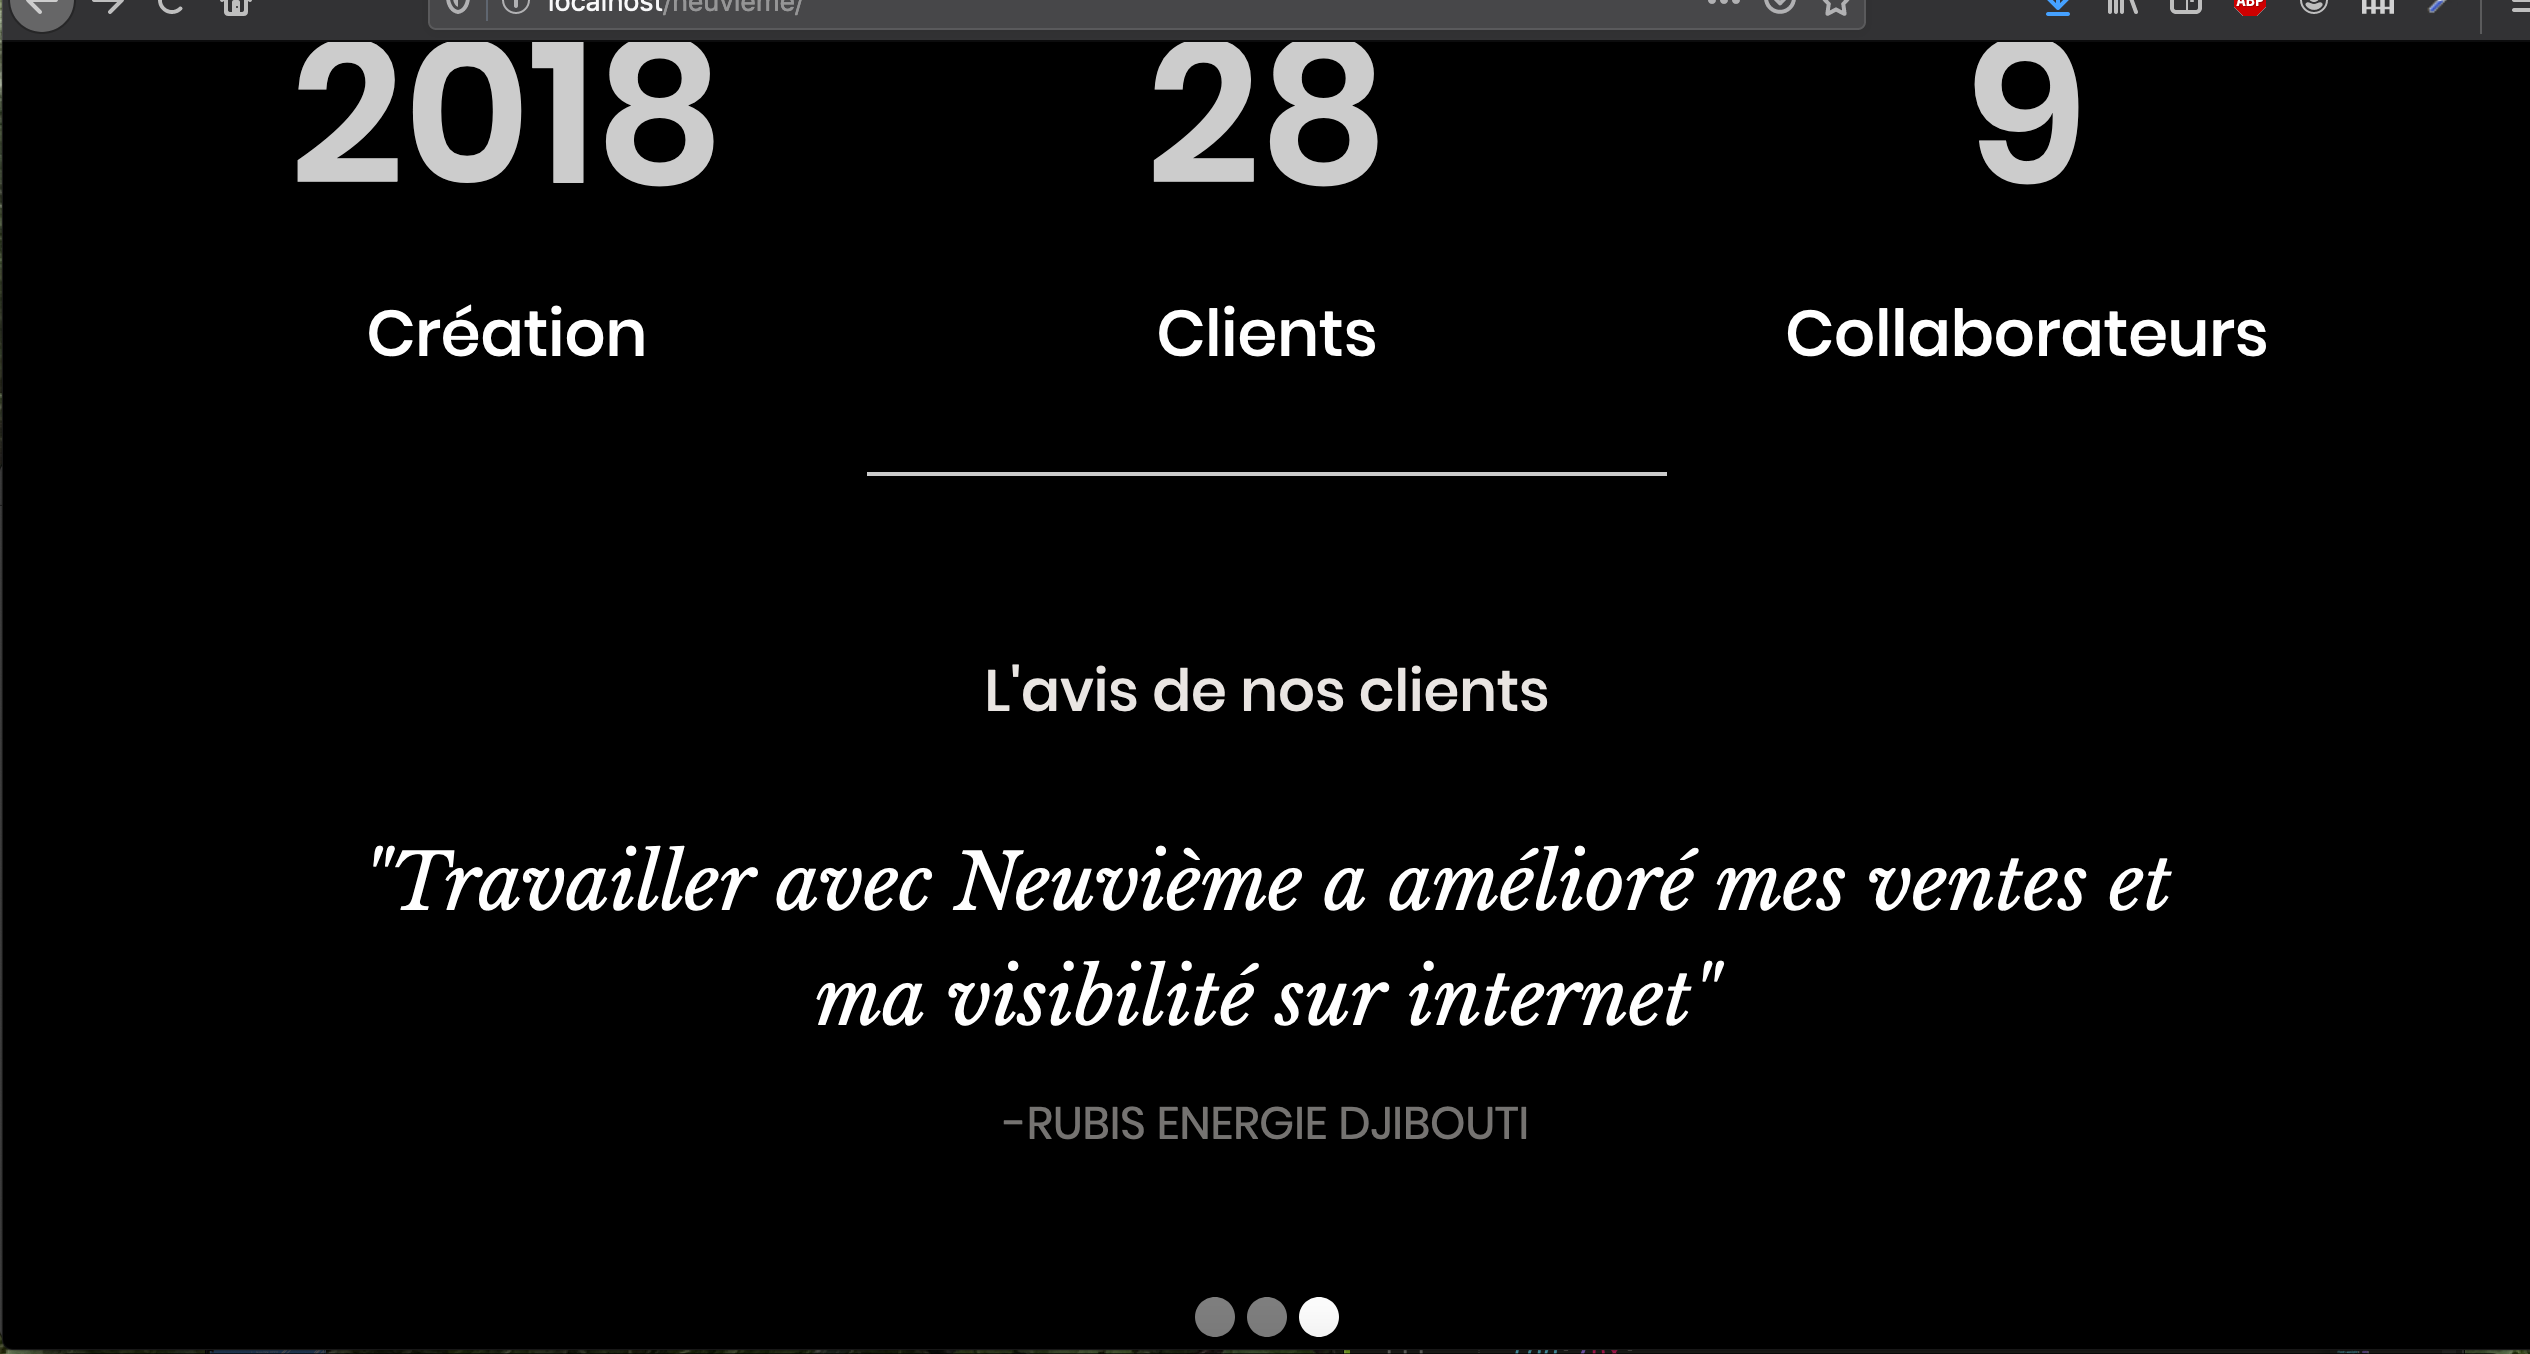 localhost/neuvieme/
ABP
2018 28 9
Création Clients Collaborateurs
L'avis de nos clients
"Travailler avec Neuvième a amélioré mes ventes et
ma visibilité sur internet"
-RUBIS ENERGIE DJIBOUTI